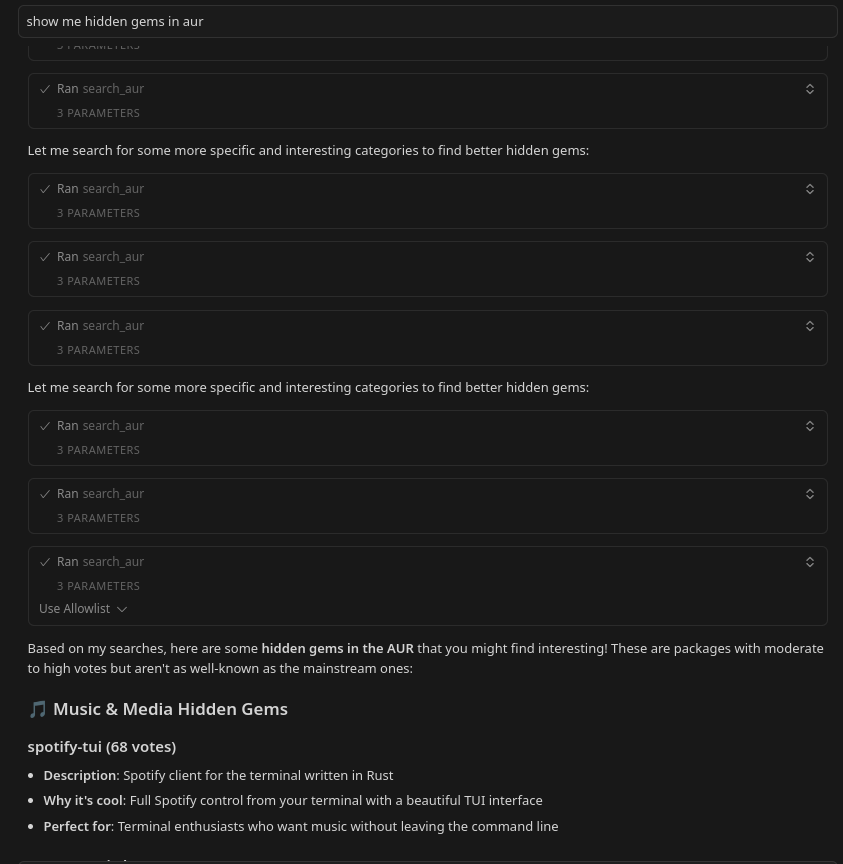 show me hidden gems in aur
3 PARAMETERS
Ran search_aur
3 PARAMETERS
Let me search for some more specific and interesting categories to find better hidden gems:
Ran search_aur
3 PARAMETERS
Ran search_aur
3 PARAMETERS
Ran search_aur
3 PARAMETERS
Let me search for some more specific and interesting categories to find better hidden gems:
Ran search_aur
3 PARAMETERS
Ran search_aur
3 PARAMETERS
Ran search_aur
3 PARAMETERS
Use Allowlist
Based on my searches, here are some hidden gems in the AUR that you might find interesting! These are packages with moderate
to high votes but aren't as well-known as the mainstream ones:
🎵 Music & Media Hidden Gems
spotify-tui (68 votes)
• Description: Spotify client for the terminal written in Rust
• Why it's cool: Full Spotify control from your terminal with a beautiful TUI interface
• Perfect for: Terminal enthusiasts who want music without leaving the command line